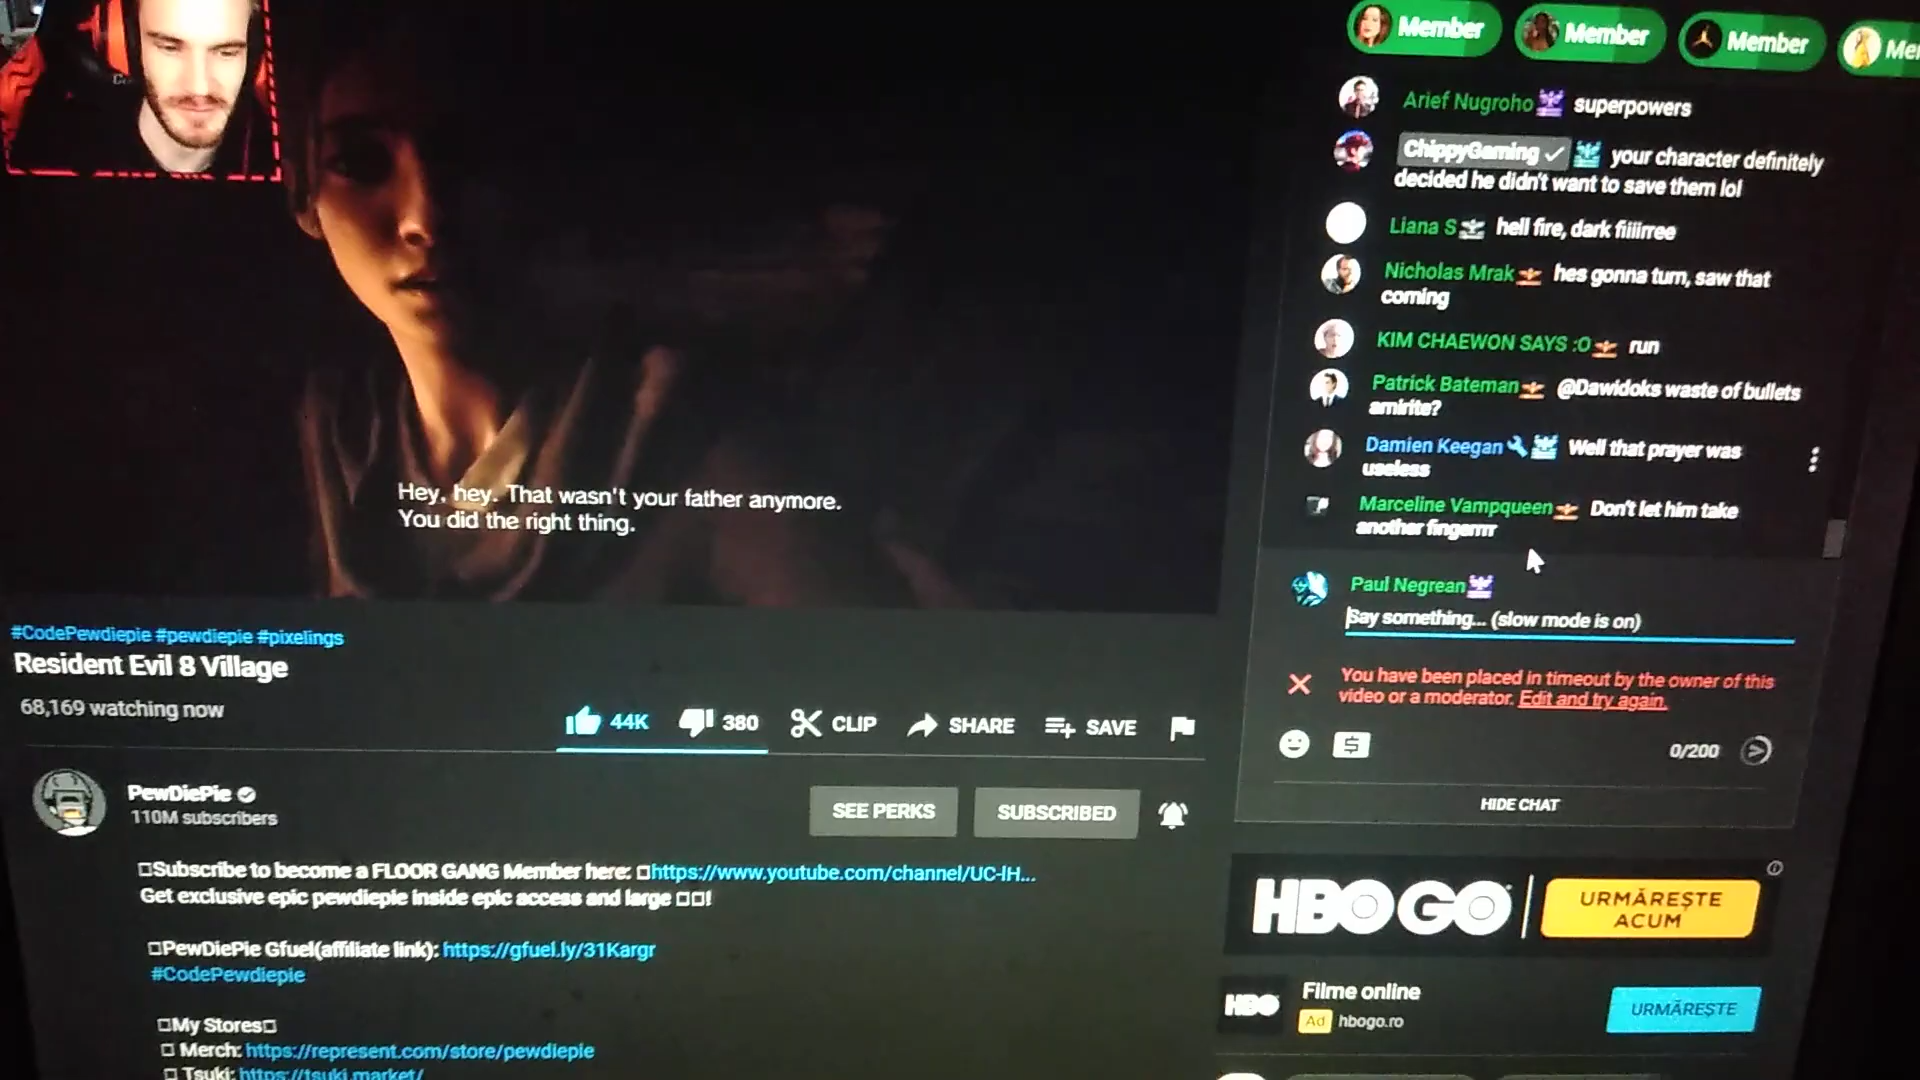 Hey, hey. That wasn't your father anymore.
You did the right thing.
#CodePewdiepie #pewdiepie #pixelings
Resident Evil 8 Village
68,169 watching now
44K
380
CLIP
SHARE
SAVE
PewDiePie
110M subscribers
SEE PERKS
SUBSCRIBED
Subscribe to become a FLOOR GANG Member here: https://www.youtube.com/channel/UC-lH...
Get exclusive epic pewdiepie inside epic access and large !
PewDiePie Gfuel(affiliate link): https://gfuel.ly/31Kargr
#CodePewdiepie
My Stores
Merch: https://represent.com/store/pewdiepie
Tsuki: https://tsuki.market/
Member
Member
Member
Arief Nugroho superpowers
ChippyGaming your character definitely
decided he didn't want to save them lol
Liana S hell fire, dark fiiiirree
Nicholas Mrak hes gonna turn, saw that
coming
KIM CHAEWON SAYS :O run
Patrick Bateman @Dawidoks waste of bullets
amirite?
Damien Keegan Well that prayer was
useless
Marceline Vampqueen Don't let him take
another fingerrr
Paul Negrean
Say something... (slow mode is on)
You have been placed in timeout by the owner of this
video or a moderator. Edit and try again.
0/200
HIDE CHAT
HBO GO
URMĂREȘTE
ACUM
HBO
Filme online
Ad hbogo.ro
URMĂREȘTE